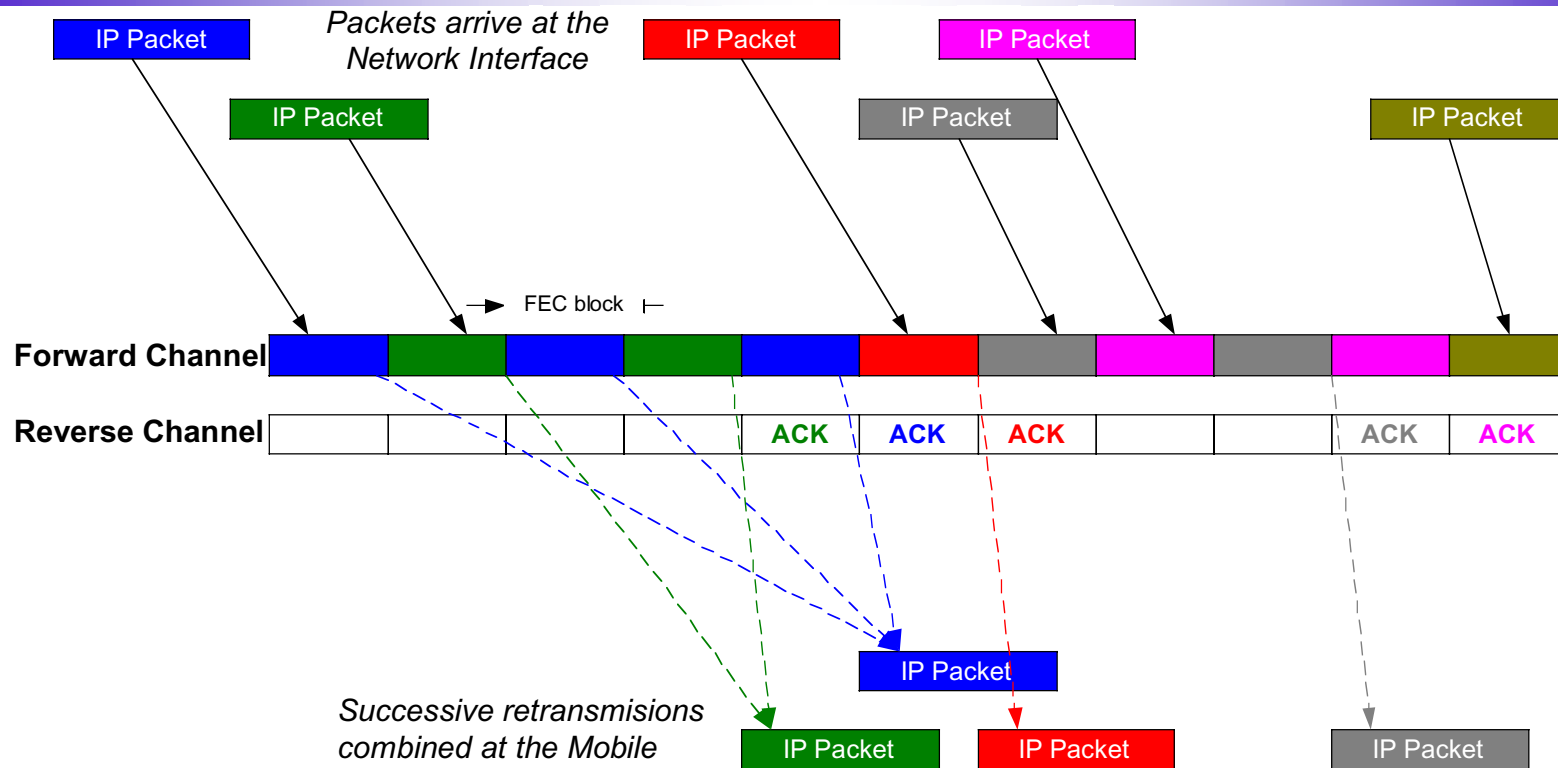 IP Packet
Packets arrive at the
Network Interface
IP Packet
IP Packet
IP Packet
IP Packet
IP Packet
FEC block
Forward Channel
Reverse Channel
ACK
ACK
ACK
ACK
ACK
IP Packet
Successive retransmisions
combined at the Mobile
IP Packet
IP Packet
IP Packet